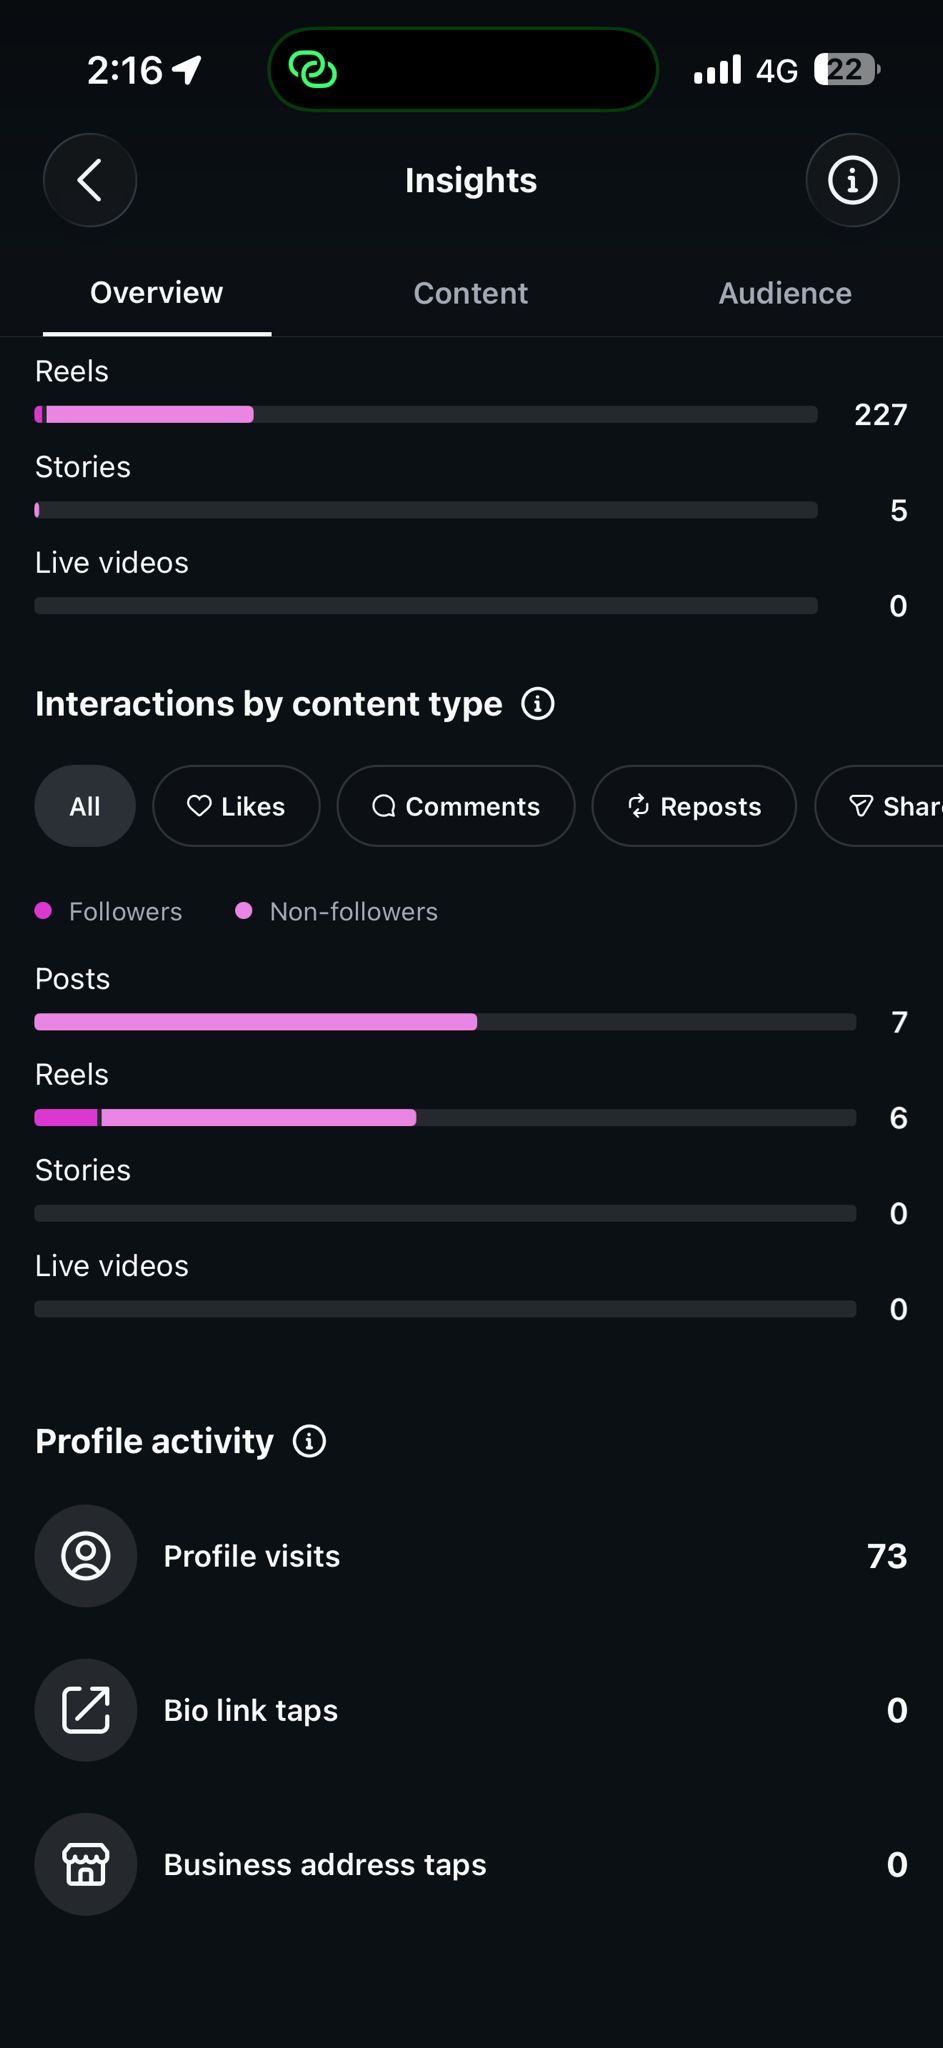 2:16
4G
22
Insights
Overview
Content
Audience
Reels
227
Stories
5
Live videos
0
Interactions by content type
All
Likes
Comments
Reposts
Shar
Followers
Non-followers
Posts
7
Reels
6
Stories
0
Live videos
0
Profile activity
Profile visits
73
Bio link taps
0
Business address taps
0